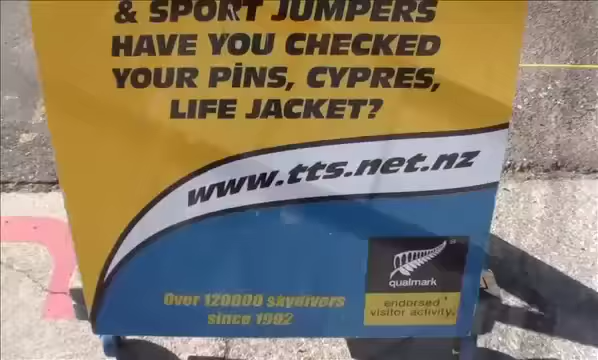 & SPORT JUMPERS
HAVE YOU CHECKED
YOUR PiNS, CYPRES,
LIFE JACKET?
www.tts.net.nz
qualmark
endorsed
visitor activity
Over 120000 skydivers
since 1992